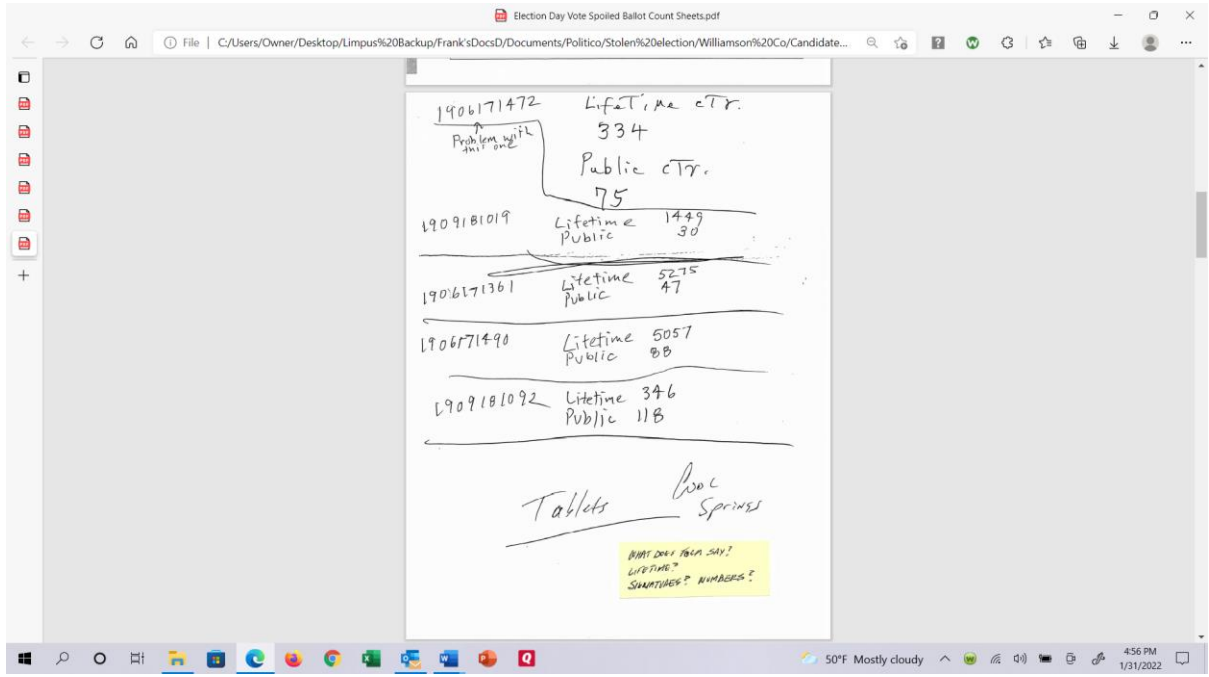 Election Day Vote Spoiled Ballot Count Sheets.pdf
File | C:/Users/Owner/Desktop/Limpus%20Backup/Frank'sDocsD/Documents/Politico/Stolen%20election/Williamson%20Co/Candidate...
1906171472 LifeTime cTr.
334
Problem with
this one
Public cTr.
75
1909181019 Lifetime 1449
Public 30
1906171361 Lifetime 5275
Public 47
1906171490 Lifetime 5057
Public 88
1909181092 Lifetime 346
Public 118
Tablets Cool
Springs
WHAT DOES FORM SAY?
LIFETIME?
SIGNATURES? NUMBERS?
50°F Mostly cloudy
4:56 PM
1/31/2022